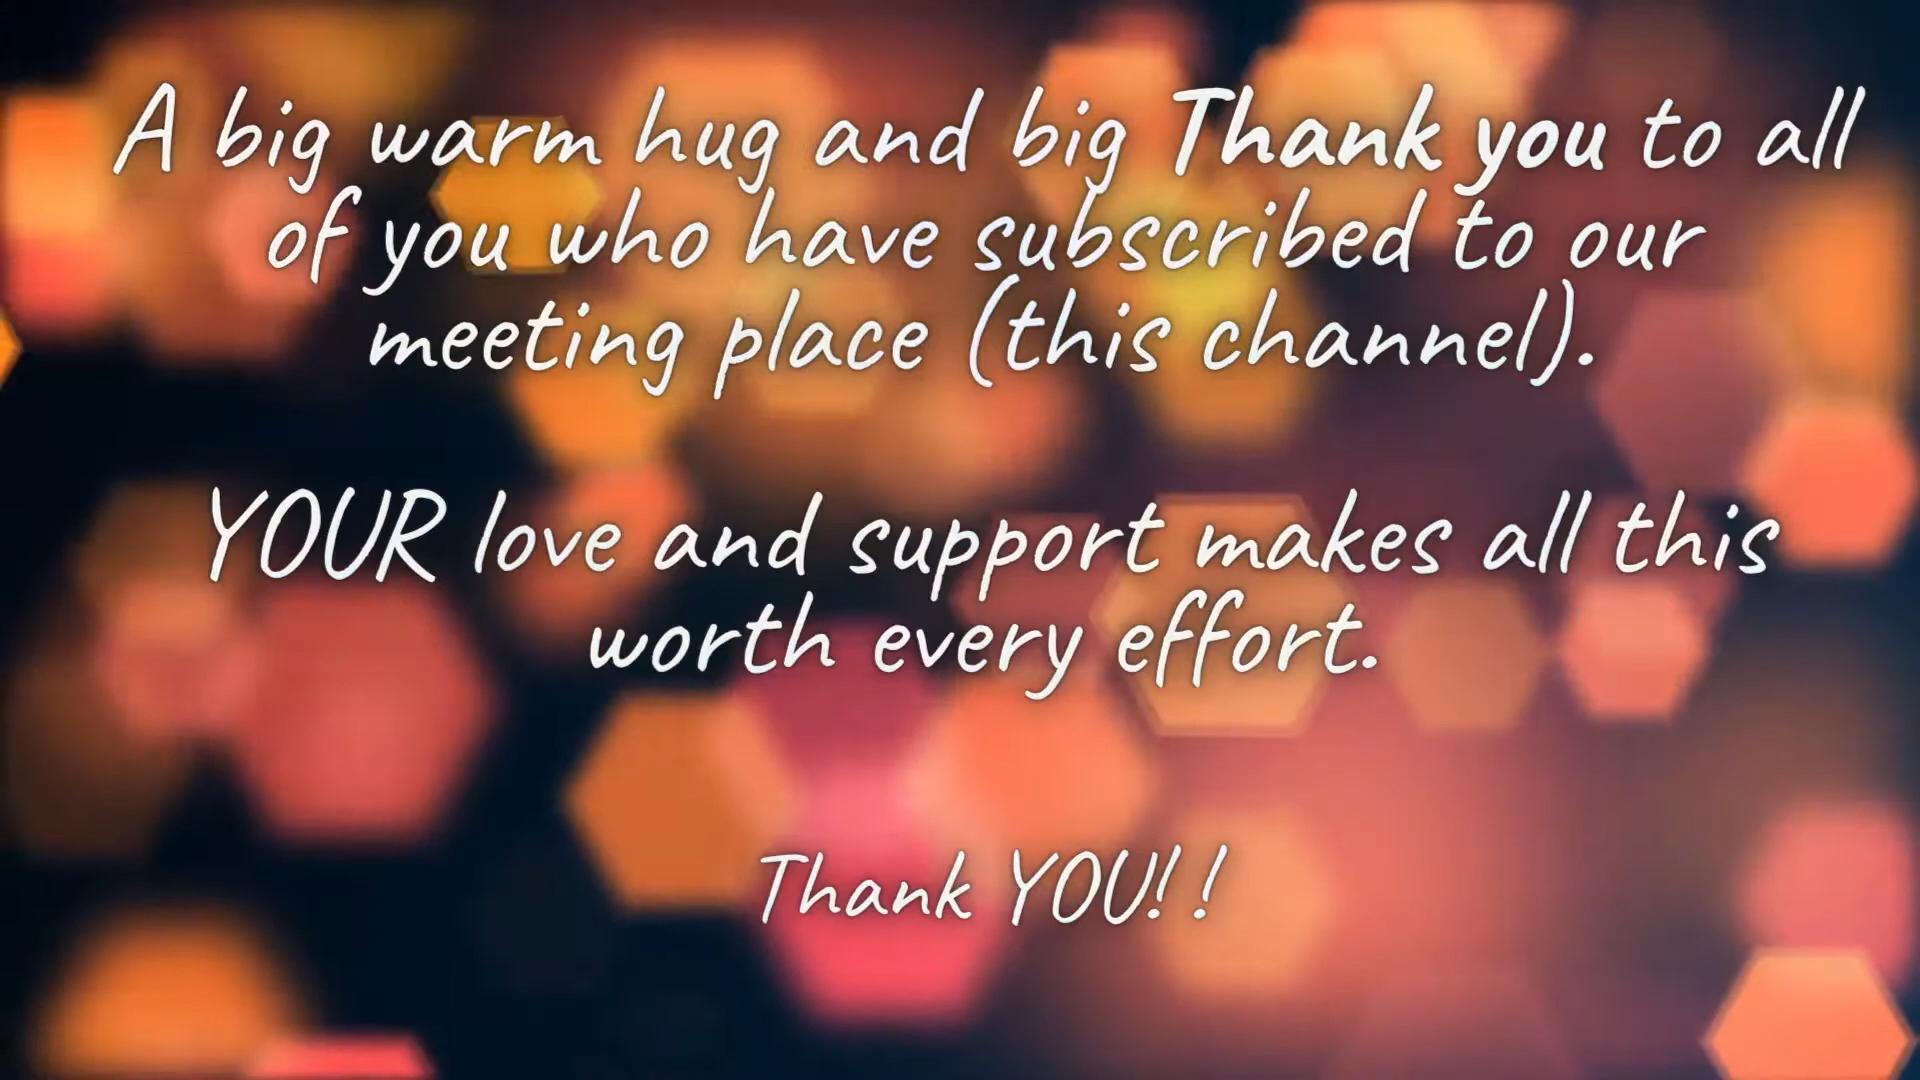 A big warm hug and big Thank you to all
of you who have subscribed to our
meeting place (this channel).
YOUR love and support makes all this
worth every effort.
Thank YOU! !